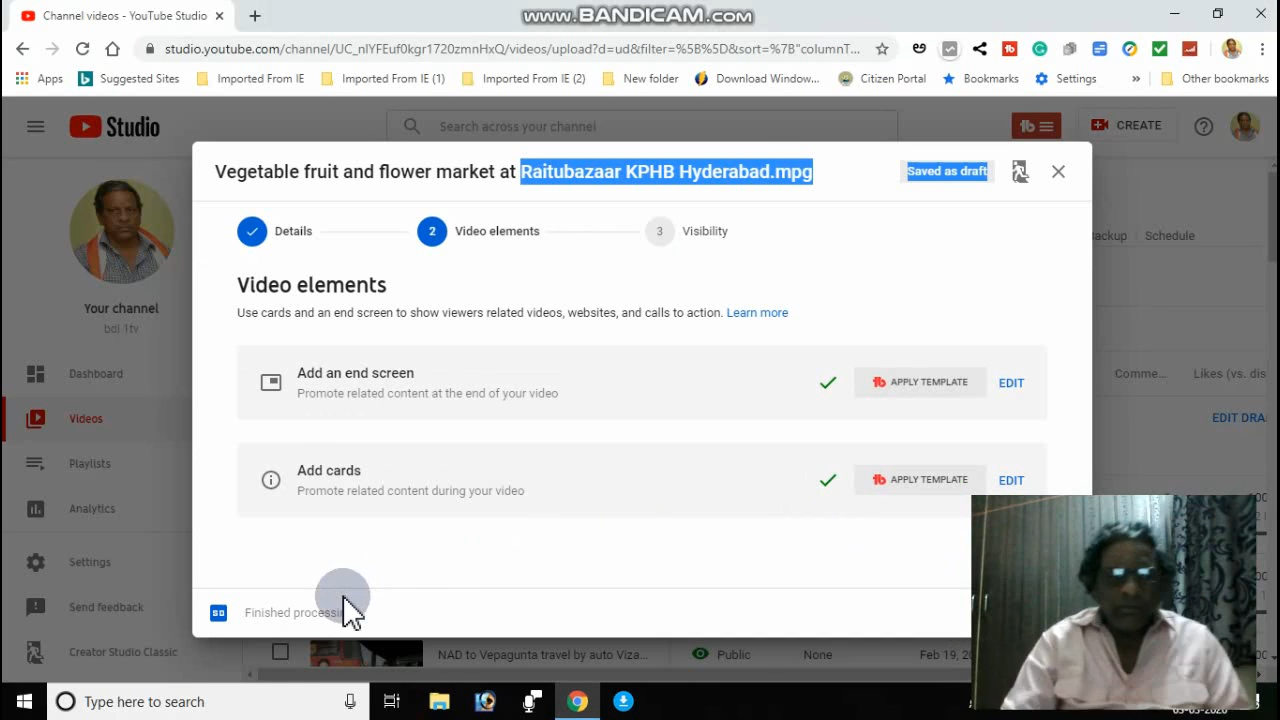 Channel videos - YouTube Studio
www.BANDICAM.com
studio.youtube.com/channel/UC_nIYFEuf0kgr1720zmnHxQ/videos/upload?d=ud&filter=%5B%5D&sort=%7B"columnT...
Apps Suggested Sites Imported From IE Imported From IE (1) Imported From IE (2) New folder Download Window... Citizen Portal Bookmarks Settings » Other bookmarks
Studio
Search across your channel
CREATE
Vegetable fruit and flower market at Raitubazaar KPHB Hyderabad.mpg
Saved as draft
Details
2 Video elements
3 Visibility
Schedule
Video elements
Use cards and an end screen to show viewers related videos, websites, and calls to action. Learn more
Your channel
bdl 1tv
Add an end screen
Promote related content at the end of your video
APPLY TEMPLATE
EDIT
Dashboard
Comme...
Likes (vs. dis
Videos
EDIT DRA
Playlists
Add cards
Promote related content during your video
APPLY TEMPLATE
EDIT
Analytics
Settings
Send feedback
SD
Finished
Creator Studio Classic
NAD to Vepagunta travel by auto Viza...
Public
None
Feb 19, 20
Type here to search